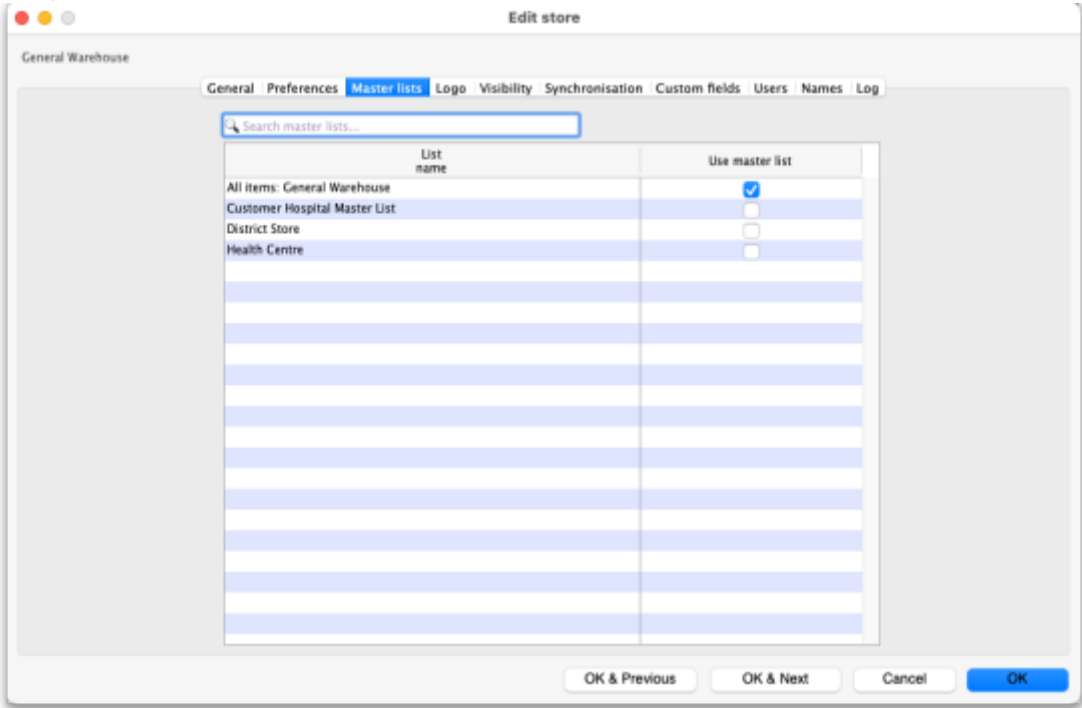 Edit store
General Warehouse
General Preferences Master lists Logo Visibility Synchronisation Custom fields Users Names Log
Search master lists...
List
name
Use master list
All items: General Warehouse
Customer Hospital Master List
District Store
Health Centre
OK & Previous OK & Next Cancel OK